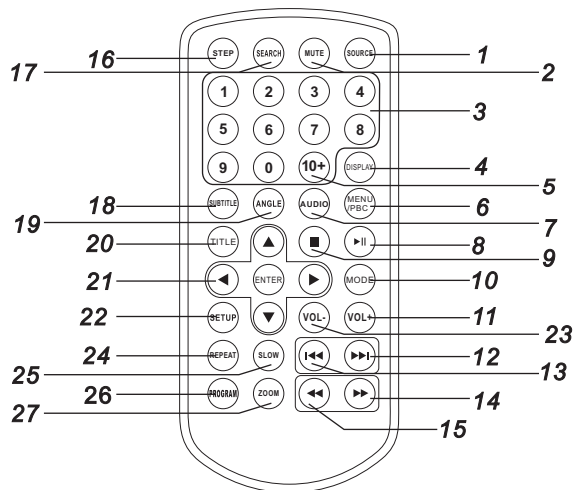 16 STEP SEARCH MUTE SOURCE 1
17 2
1 2 3 4 3
5 6 7 8
9 0 10+ DISPLAY 4
5
18 SUBTITLE ANGLE AUDIO MENU /PBC 6
19 7
20 TITLE 8
9
21 ENTER MODE 10
22 SETUP VOL- VOL+ 11
23
24 REPEAT SLOW 12
25 13
26 PROGRAM ZOOM 14
27 15